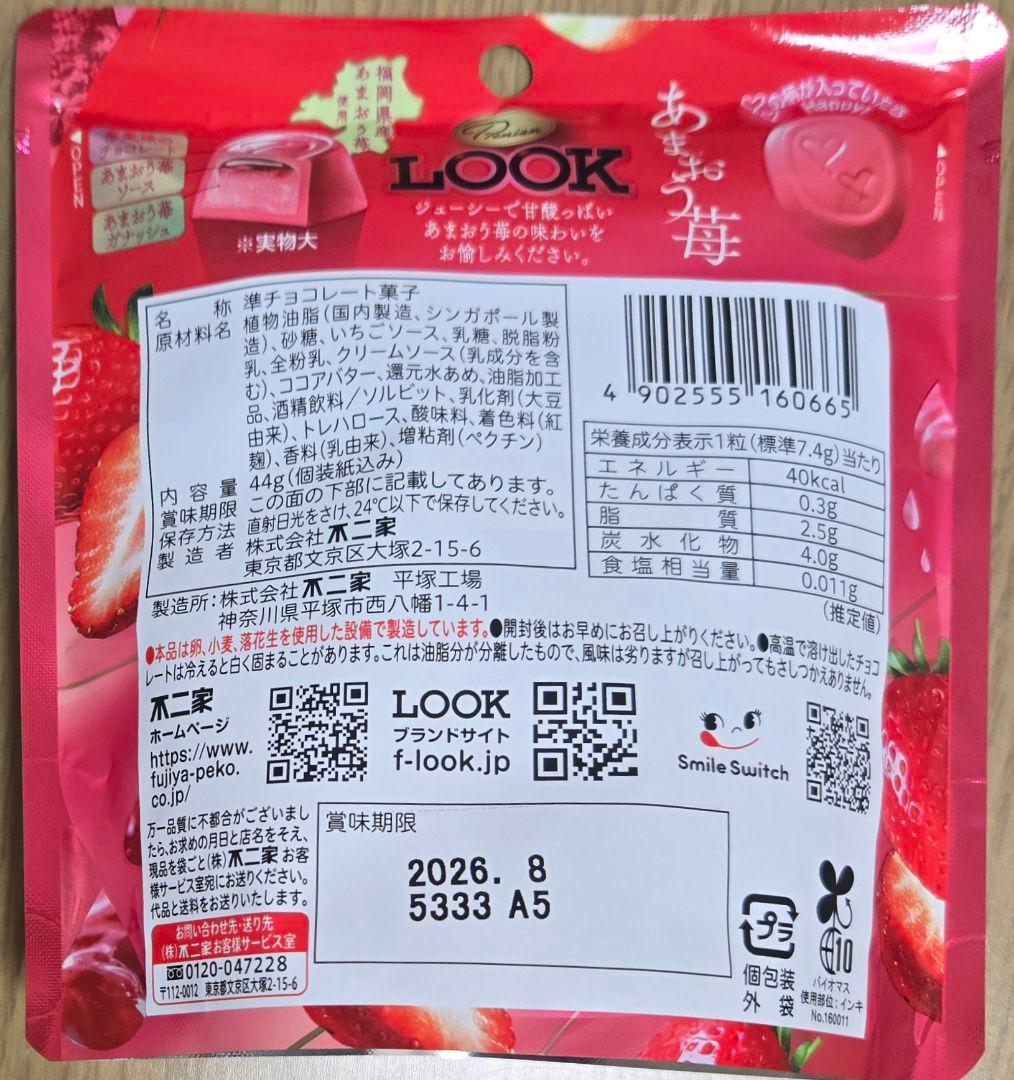 福岡県産
あまおう苺
使用
Premium
LOOK
ジューシーで甘酸っぱい
あまおう苺の味わいを
お愉しみください。
あまおう苺
が入っていたら
Happy!
OPEN
OPEN
チョコレート
あまおう苺
ソース
あまおう苺
ガナッシュ
※実物大
名称 準チョコレート菓子
原材料名 植物油脂(国内製造、シンガポール製
造)、砂糖、いちごソース、乳糖、脱脂粉
乳、全粉乳、クリームソース(乳成分を含
む)、ココアバター、還元水あめ、油脂加工
品、酒精飲料/ソルビット、乳化剤(大豆
由来)、トレハロース、酸味料、着色料(紅
麹)、香料(乳由来)、増粘剤(ペクチン)
内容量 44g(個装紙込み)
賞味期限 この面の下部に記載してあります。
保存方法 直射日光をさけ、24℃以下で保存してください。
製造者 株式会社不二家
東京都文京区大塚2-15-6
製造所:株式会社不二家 平塚工場
神奈川県平塚市西八幡1-4-1
4 902555 160665
栄養成分表示1粒(標準7.4g)当たり
エネルギー 40kcal
たんぱく質 0.3g
脂質 2.5g
炭水化物 4.0g
食塩相当量 0.011g
(推定値)
●本品は卵、小麦、落花生を使用した設備で製造しています。●開封後はお早めにお召し上がりください。●高温で溶け出したチョコ
レートは冷えると白く固まることがあります。これは油脂分が分離したもので、風味は劣りますが召し上がってもさしつかえありません。
不二家
ホームページ
https://www.
fujiya-peko.
co.jp/
LOOK
ブランドサイト
f-look.jp
Smile Switch
万一品質に不都合がございまし
たら、お求めの月日と店名をそえ、
現品を袋ごと(株)不二家お客
様サービス室宛にお送りください。
代品と送料をお送りいたします。
お問い合わせ先・送り先
(株)不二家お客様サービス室
0120-047228
〒112-0012 東京都文京区大塚2-15-6
賞味期限
2026. 8
5333 A5
プラ
個包装
外袋
10
バイオマス
使用部位:インキ
No.160011